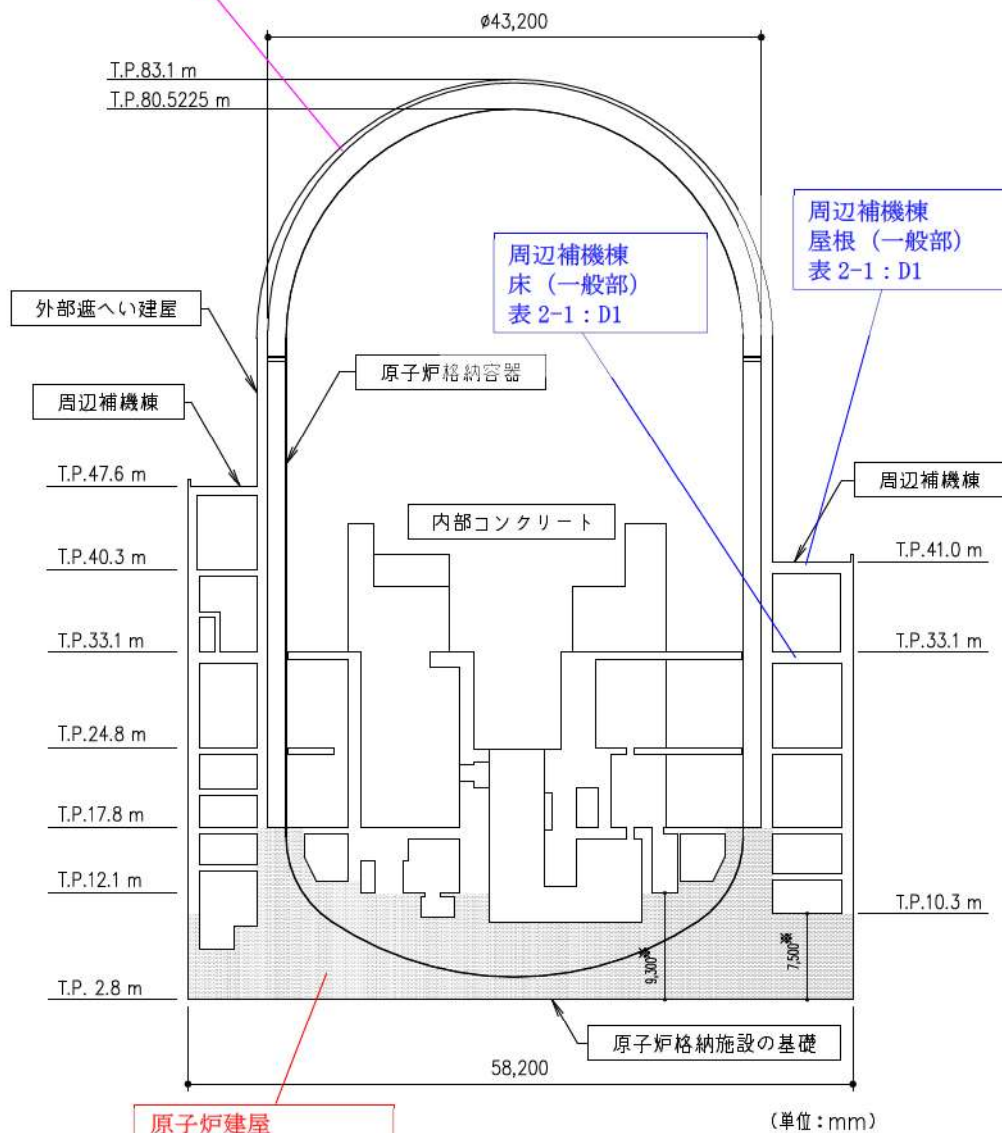 ø43,200
T.P.83.1 m
T.P.80.5225 m
周辺補機棟
屋根（一般部）
表 2-1：D1
周辺補機棟
床（一般部）
表 2-1：D1
外部遮へい建屋
原子炉格納容器
周辺補機棟
T.P.47.6 m
周辺補機棟
内部コンクリート
T.P.40.3 m
T.P.41.0 m
T.P.33.1 m
T.P.33.1 m
T.P.24.8 m
T.P.17.8 m
T.P.12.1 m
T.P.10.3 m
9,300※
7,500※
T.P. 2.8 m
原子炉格納施設の基礎
58,200
原子炉建屋
(単位：mm)